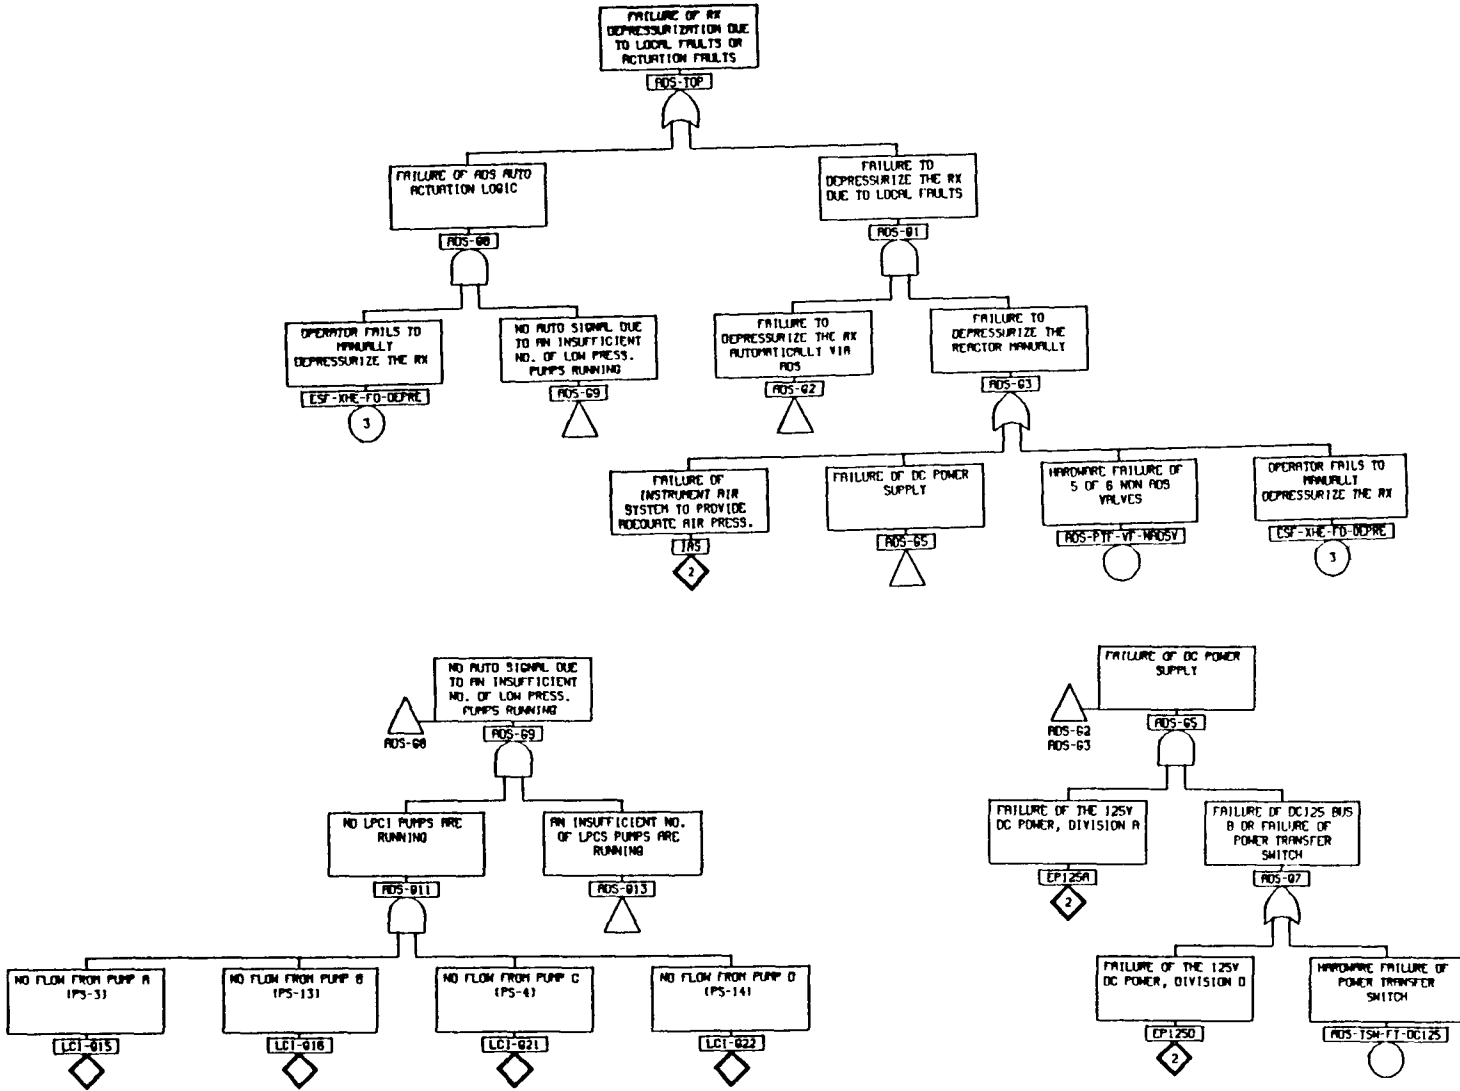 FAILURE OF RX
DEPRESSURIZATION DUE
TO LOCAL FAULTS OR
ACTUATION FAULTS
ADS-TOP
FAILURE OF ADS AUTO
ACTUATION LOGIC
ADS-G8
FAILURE TO
DEPRESSURIZE THE RX
DUE TO LOCAL FAULTS
ADS-G1
OPERATOR FAILS TO
MANUALLY
DEPRESSURIZE THE RX
ESF-XHE-FO-DEPRE
3
NO AUTO SIGNAL DUE
TO AN INSUFFICIENT
NO. OF LOW PRESS.
PUMPS RUNNING
ADS-G9
FAILURE TO
DEPRESSURIZE THE RX
AUTOMATICALLY VIA
ADS
ADS-G2
FAILURE TO
DEPRESSURIZE THE
REACTOR MANUALLY
ADS-G3
FAILURE OF
INSTRUMENT AIR
SYSTEM TO PROVIDE
ADEQUATE AIR PRESS.
IAS
2
FAILURE OF DC POWER
SUPPLY
ADS-G5
HARDWARE FAILURE OF
5 OF 6 NON ADS
VALVES
ADS-PTF-VF-NADSV
OPERATOR FAILS TO
MANUALLY
DEPRESSURIZE THE RX
ESF-XHE-FO-DEPRE
3
NO AUTO SIGNAL DUE
TO AN INSUFFICIENT
NO. OF LOW PRESS.
PUMPS RUNNING
ADS-G8
ADS-G9
NO LPCI PUMPS ARE
RUNNING
ADS-G11
AN INSUFFICIENT NO.
OF LPCS PUMPS ARE
RUNNING
ADS-G13
NO FLOW FROM PUMP A
(PS-3)
LCI-G15
NO FLOW FROM PUMP B
(PS-13)
LCI-G18
NO FLOW FROM PUMP C
(PS-4)
LCI-G21
NO FLOW FROM PUMP D
(PS-14)
LCI-G22
FAILURE OF DC POWER
SUPPLY
ADS-G2
ADS-G3
ADS-G5
FAILURE OF THE 125V
DC POWER, DIVISION A
EP125A
2
FAILURE OF DC125 BUS
B OR FAILURE OF
POWER TRANSFER
SWITCH
ADS-G7
FAILURE OF THE 125V
DC POWER, DIVISION D
EP125D
2
HARDWARE FAILURE OF
POWER TRANSFER
SWITCH
ADS-TSW-FT-DC125